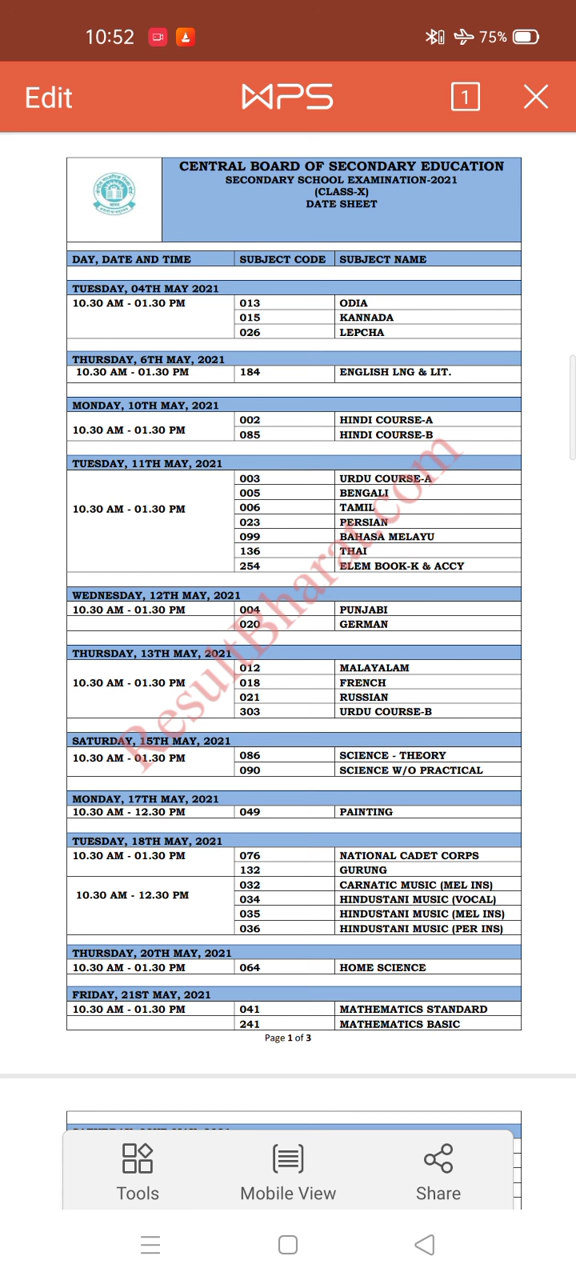 10:52
75%
Edit
WPS
1
CENTRAL BOARD OF SECONDARY EDUCATION
SECONDARY SCHOOL EXAMINATION-2021
(CLASS-X)
DATE SHEET
DAY, DATE AND TIME SUBJECT CODE SUBJECT NAME
TUESDAY, 04TH MAY 2021
10.30 AM - 01.30 PM 013 ODIA
015 KANNADA
026 LEPCHA
THURSDAY, 6TH MAY, 2021
10.30 AM - 01.30 PM 184 ENGLISH LNG & LIT.
MONDAY, 10TH MAY, 2021
10.30 AM - 01.30 PM 002 HINDI COURSE-A
085 HINDI COURSE-B
TUESDAY, 11TH MAY, 2021
10.30 AM - 01.30 PM 003 URDU COURSE-A
005 BENGALI
006 TAMIL
023 PERSIAN
099 BAHASA MELAYU
136 THAI
254 ELEM BOOK-K & ACCY
WEDNESDAY, 12TH MAY, 2021
10.30 AM - 01.30 PM 004 PUNJABI
020 GERMAN
THURSDAY, 13TH MAY, 2021
10.30 AM - 01.30 PM 012 MALAYALAM
018 FRENCH
021 RUSSIAN
303 URDU COURSE-B
SATURDAY, 15TH MAY, 2021
10.30 AM - 01.30 PM 086 SCIENCE - THEORY
090 SCIENCE W/O PRACTICAL
MONDAY, 17TH MAY, 2021
10.30 AM - 12.30 PM 049 PAINTING
TUESDAY, 18TH MAY, 2021
10.30 AM - 01.30 PM 076 NATIONAL CADET CORPS
132 GURUNG
10.30 AM - 12.30 PM 032 CARNATIC MUSIC (MEL INS)
034 HINDUSTANI MUSIC (VOCAL)
035 HINDUSTANI MUSIC (MEL INS)
036 HINDUSTANI MUSIC (PER INS)
THURSDAY, 20TH MAY, 2021
10.30 AM - 01.30 PM 064 HOME SCIENCE
FRIDAY, 21ST MAY, 2021
10.30 AM - 01.30 PM 041 MATHEMATICS STANDARD
241 MATHEMATICS BASIC
Page 1 of 3
ResultBharat.com
Tools Mobile View Share